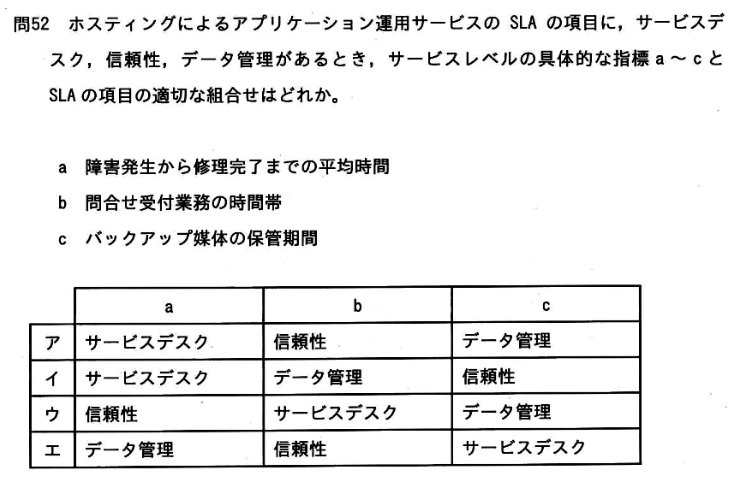 問52 ホスティングによるアプリケーション運用サービスの SLA の項目に，サービスデ
スク，信頼性，データ管理があるとき，サービスレベルの具体的な指標 a ～ c と
SLA の項目の適切な組合せはどれか。
a 障害発生から修理完了までの平均時間
b 問合せ受付業務の時間帯
c バックアップ媒体の保管期間
a b c
ア サービスデスク 信頼性 データ管理
イ サービスデスク データ管理 信頼性
ウ 信頼性 サービスデスク データ管理
エ データ管理 信頼性 サービスデスク